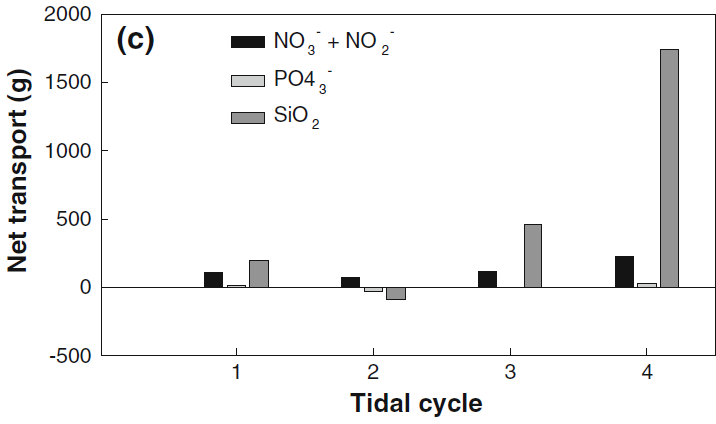 (c)
NO₃⁻ + NO₂⁻
PO4₃⁻
SiO₂
Net transport (g)
2000
1500
1000
500
0
-500
1 2 3 4
Tidal cycle